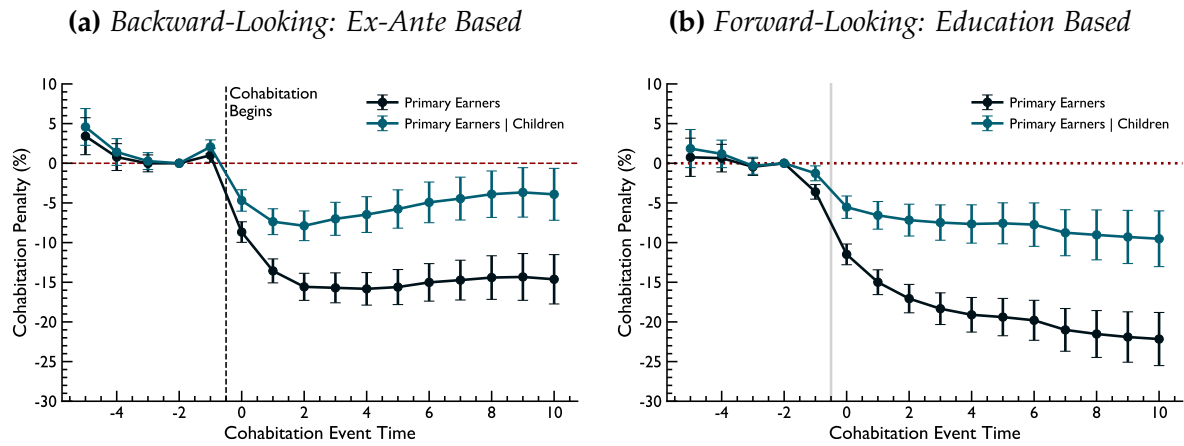 (a) Backward-Looking: Ex-Ante Based
Cohabitation Penalty (%)
10
5
0
-5
-10
-15
-20
-25
-30
Cohabitation
Begins
Primary Earners
Primary Earners | Children
-4 -2 0 2 4 6 8 10
Cohabitation Event Time
(b) Forward-Looking: Education Based
Cohabitation Penalty (%)
10
5
0
-5
-10
-15
-20
-25
-30
Primary Earners
Primary Earners | Children
-4 -2 0 2 4 6 8 10
Cohabitation Event Time